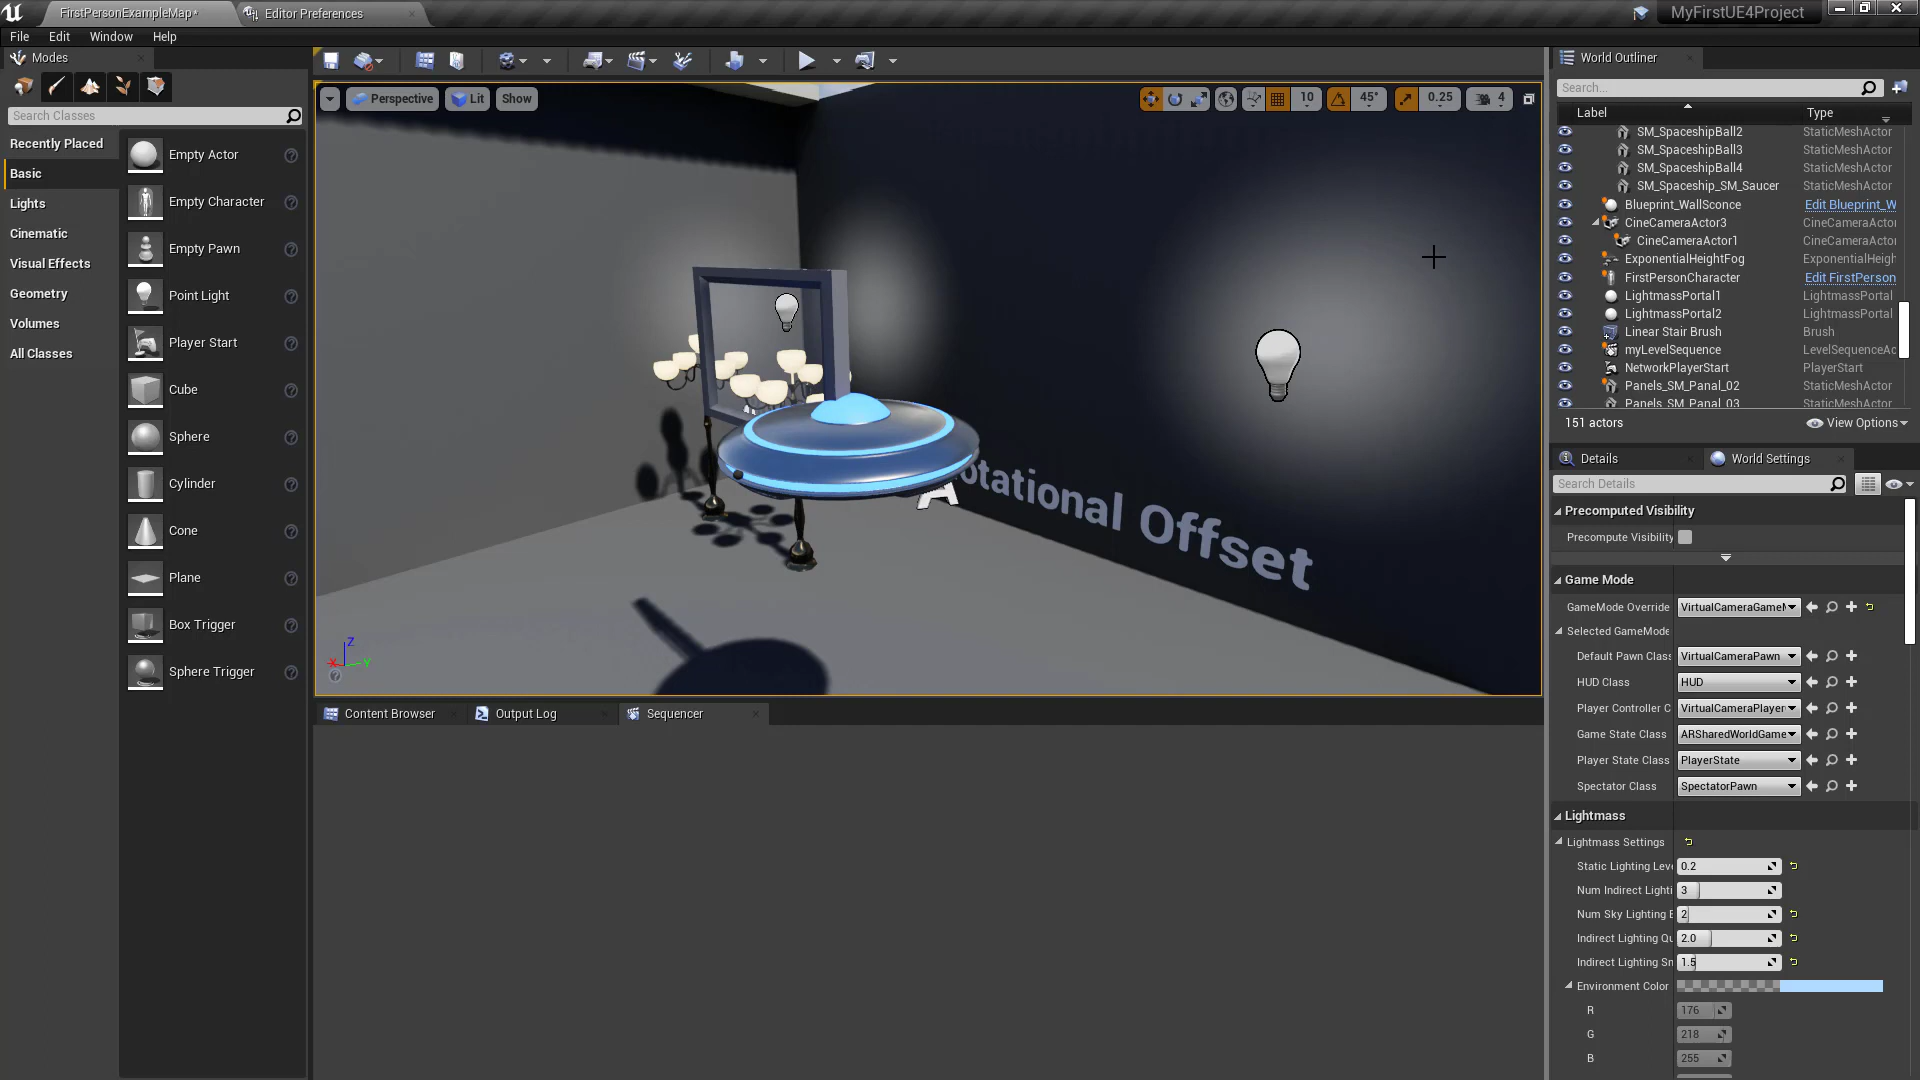 FirstPersonExampleMap*
Editor Preferences
MyFirstUE4Project
File Edit Window Help
Modes
Search Classes
Recently Placed
Basic
Lights
Cinematic
Visual Effects
Geometry
Volumes
All Classes
Empty Actor
Empty Character
Empty Pawn
Point Light
Player Start
Cube
Sphere
Cylinder
Cone
Plane
Box Trigger
Sphere Trigger
Perspective Lit Show
10 45° 0.25 4
otational Offset
A
Z
X Y
Content Browser
Output Log
Sequencer
World Outliner
Search...
Label Type
SM_SpaceshipBall2 StaticMeshActor
SM_SpaceshipBall3 StaticMeshActor
SM_SpaceshipBall4 StaticMeshActor
SM_Spaceship_SM_Saucer StaticMeshActor
Blueprint_WallSconce Edit Blueprint_W
CineCameraActor3 CineCameraActor
CineCameraActor1 CineCameraActor
ExponentialHeightFog ExponentialHeigh
FirstPersonCharacter Edit FirstPerson
LightmassPortal1 LightmassPortal
LightmassPortal2 LightmassPortal
Linear Stair Brush Brush
myLevelSequence LevelSequenceAc
NetworkPlayerStart PlayerStart
Panels_SM_Panal_02 StaticMeshActor
Panels_SM_Panal_03 StaticMeshActor
151 actors View Options
Details
World Settings
Search Details
Precomputed Visibility
Precompute Visibility
Game Mode
GameMode Override VirtualCameraGameM
Selected GameMode
Default Pawn Class VirtualCameraPawn
HUD Class HUD
Player Controller C VirtualCameraPlayer
Game State Class ARSharedWorldGame
Player State Class PlayerState
Spectator Class SpectatorPawn
Lightmass
Lightmass Settings
Static Lighting Leve 0.2
Num Indirect Lighti 3
Num Sky Lighting B 2
Indirect Lighting Qu 2.0
Indirect Lighting Sm 1.5
Environment Color
R 176
G 218
B 255